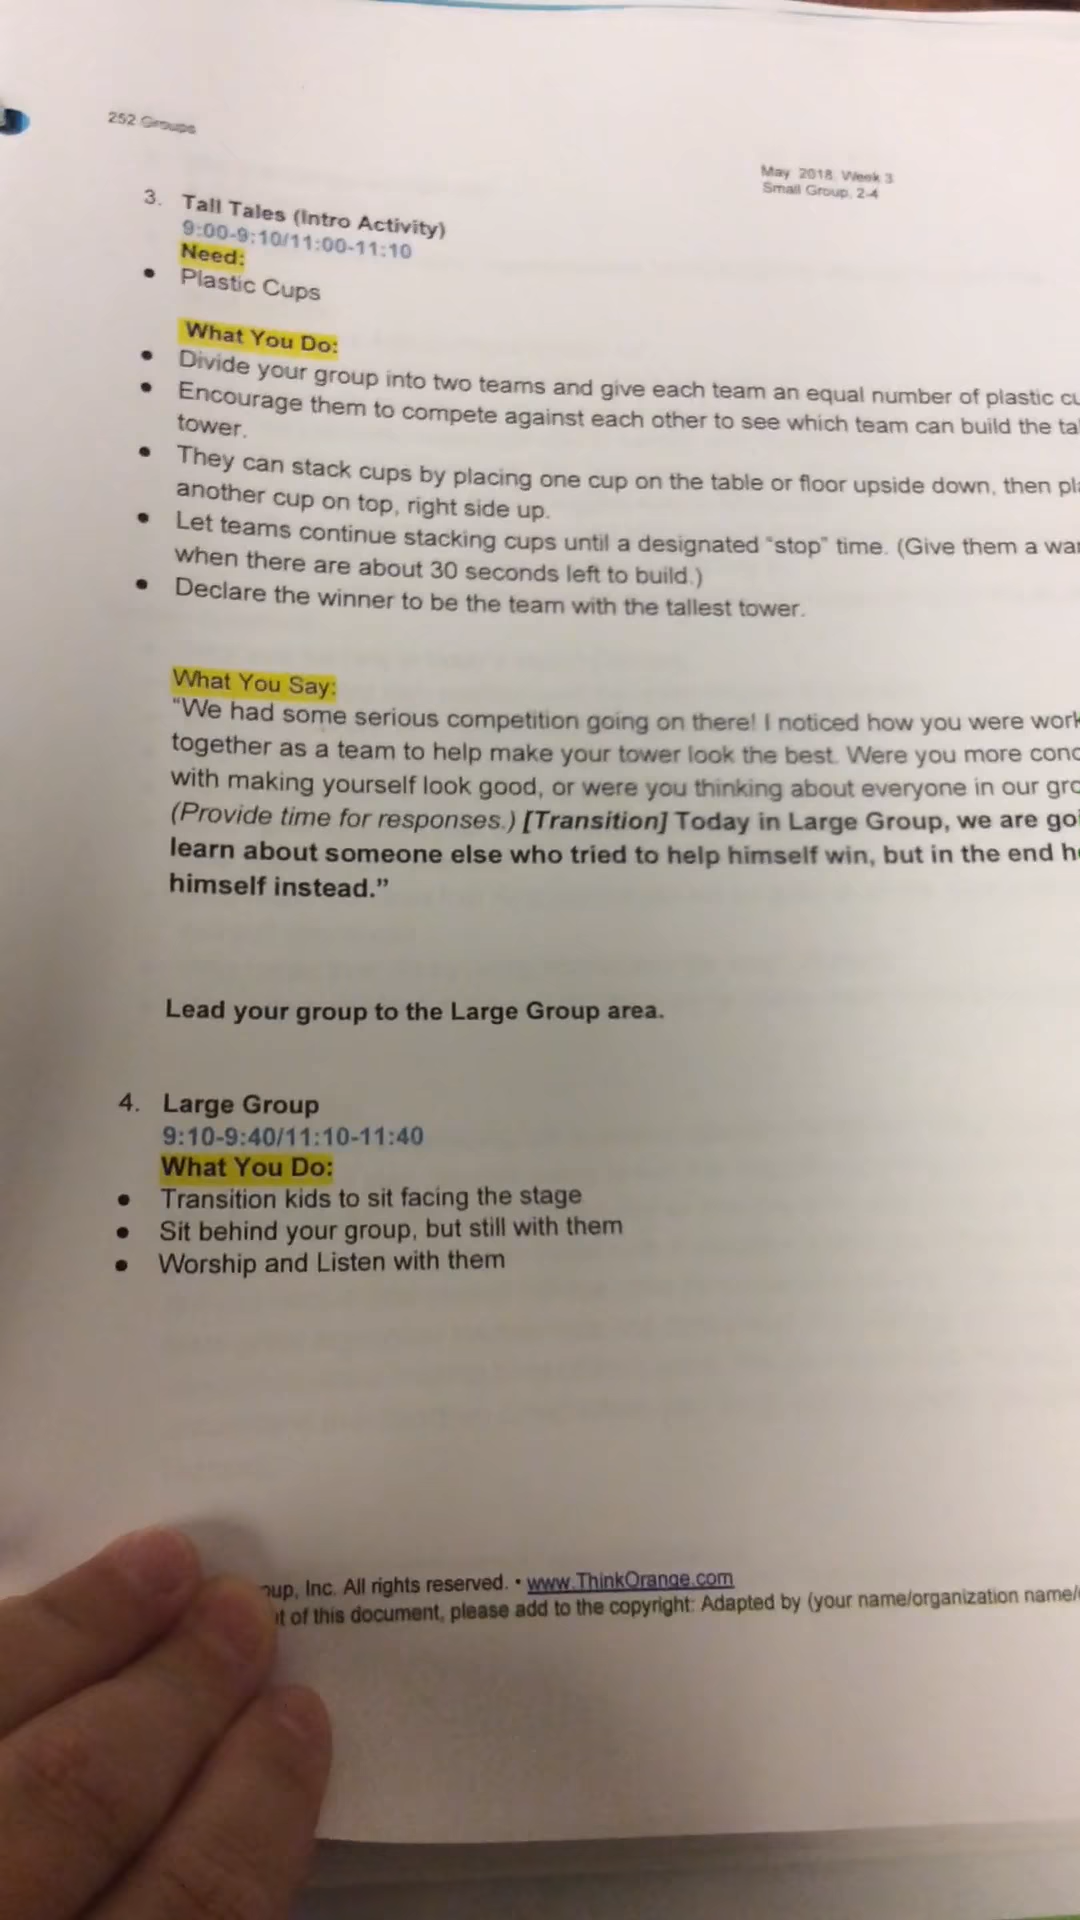 252 Groups
May 2018, Week 3
Small Group, 2-4
3. Tall Tales (Intro Activity)
9:00-9:10/11:00-11:10
Need:
• Plastic Cups
What You Do:
• Divide your group into two teams and give each team an equal number of plastic
• Encourage them to compete against each other to see which team can build the
tower.
• They can stack cups by placing one cup on the table or floor upside down, then
another cup on top, right side up.
• Let teams continue stacking cups until a designated “stop” time. (Give them a
when there are about 30 seconds left to build.)
• Declare the winner to be the team with the tallest tower.
What You Say:
“We had some serious competition going on there! I noticed how you were work
together as a team to help make your tower look the best. Were you more conc
with making yourself look good, or were you thinking about everyone in our
(Provide time for responses.) [Transition] Today in Large Group, we are
learn about someone else who tried to help himself win, but in the end
himself instead.”
Lead your group to the Large Group area.
4. Large Group
9:10-9:40/11:10-11:40
What You Do:
• Transition kids to sit facing the stage
• Sit behind your group, but still with them
• Worship and Listen with them
oup, Inc. All rights reserved. • www.ThinkOrange.com
of this document, please add to the copyright: Adapted by (your name/organization name/